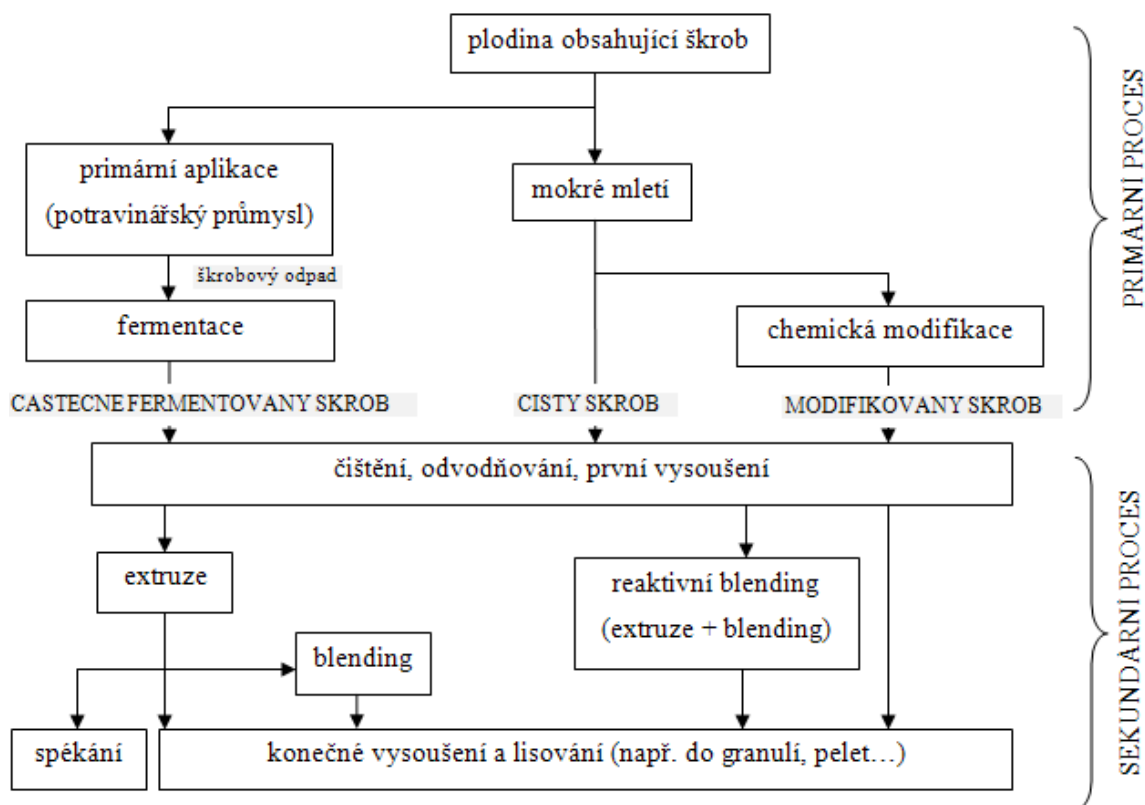 plodina obsahující škrob
primární aplikace
(potravinářský průmysl)
mokré mletí
škrobový odpad
fermentace
chemická modifikace
CASTECNE FERMENTOVANY SKROB
CISTY SKROB
MODIFIKOVANY SKROB
PRIMÁRNÍ PROCES
čištění, odvodňování, první vysoušení
extruze
reaktivní blending
(extruze + blending)
blending
spékání
konečné vysoušení a lisování (např. do granulí, pelet…)
SEKUNDÁRNÍ PROCES